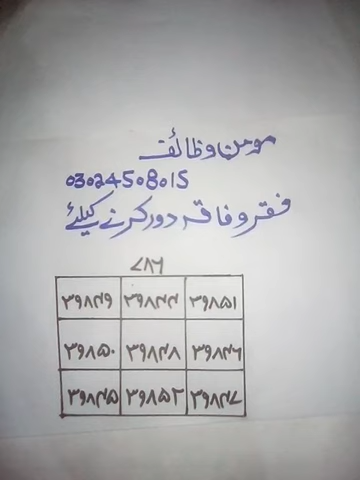 مومن وظائف
03024508015
فقر و فاقہ دور کرنے کیلئے
۷۸۶
۳۹۸۵۱ ۳۹۸۴۴ ۳۹۸۴۹
۳۹۸۴۶ ۳۹۸۴۸ ۳۹۸۵۰
۳۹۸۴۷ ۳۹۸۵۲ ۳۹۸۴۵